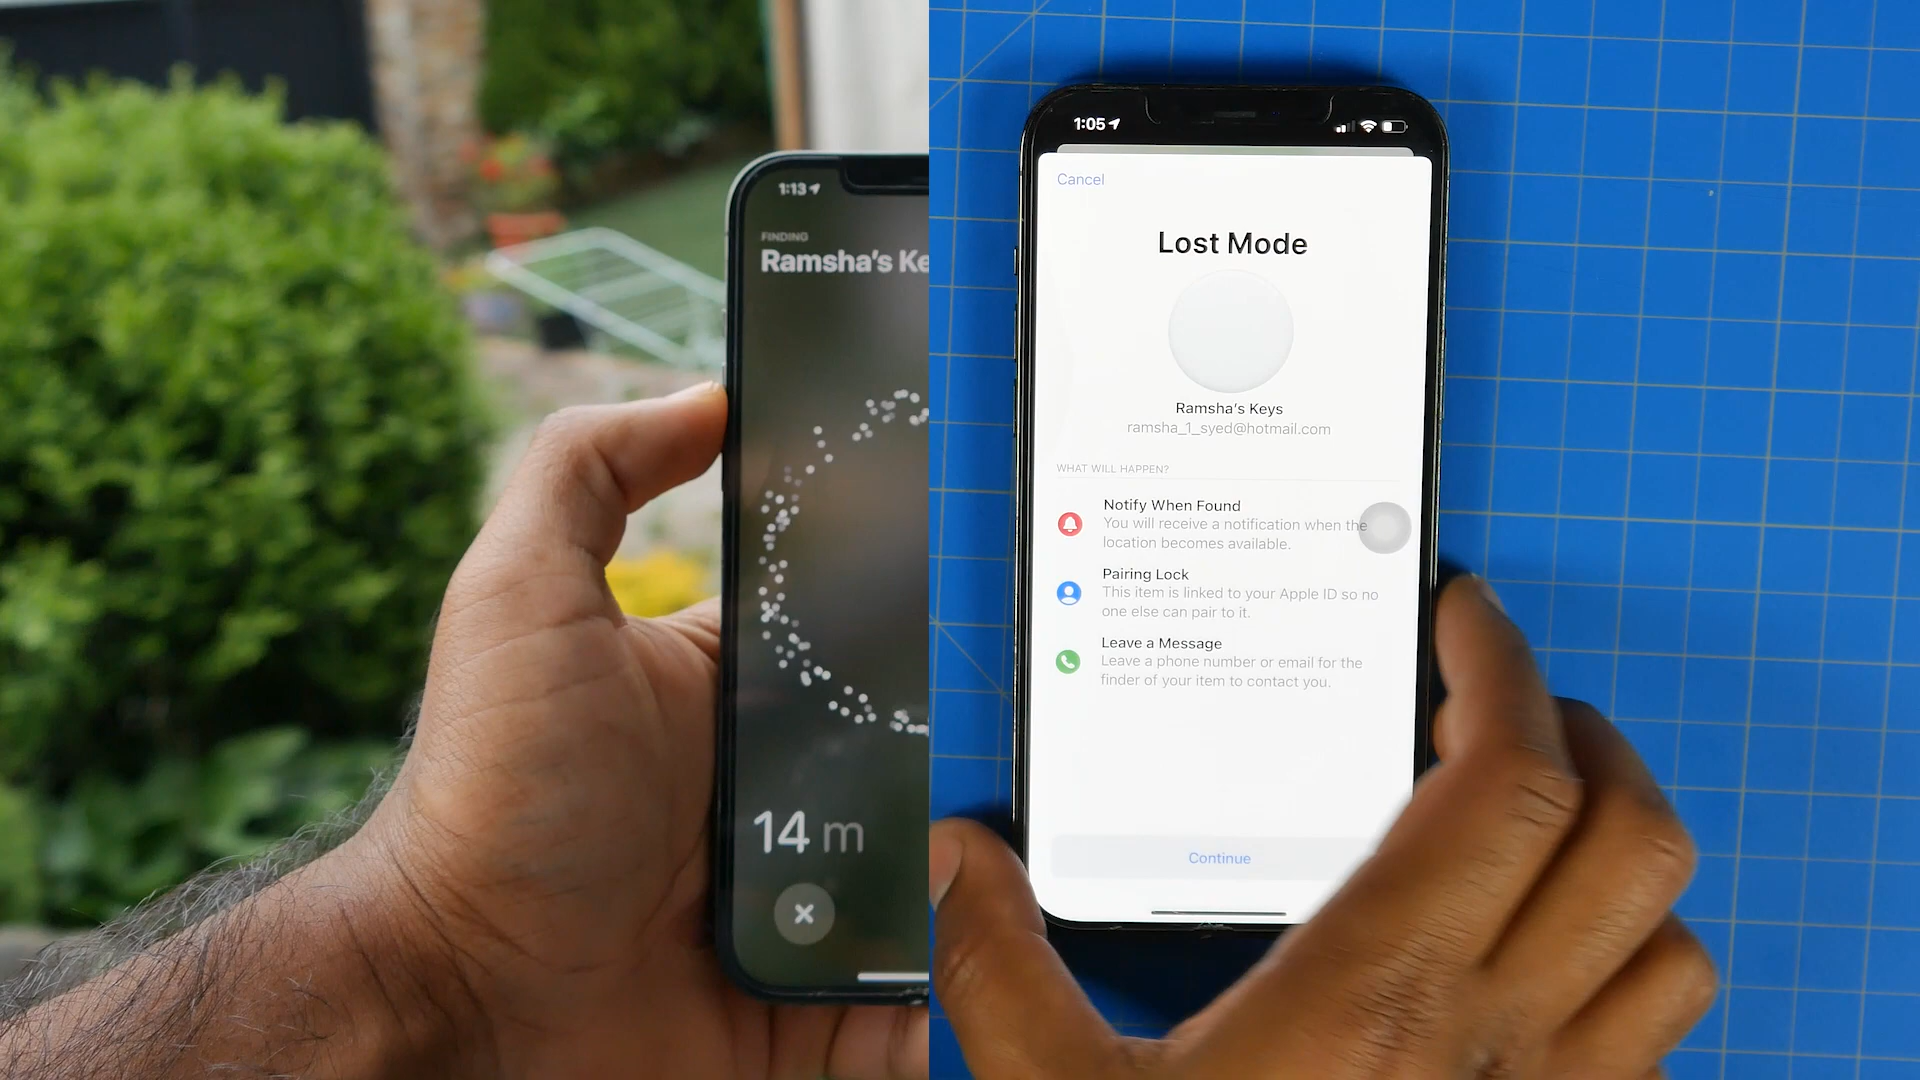 1:13
FINDING
Ramsha's Ke
14 m
1:05
Cancel
Lost Mode
Ramsha's Keys
ramsha_1_syed@hotmail.com
WHAT WILL HAPPEN?
Notify When Found
You will receive a notification when the
location becomes available.
Pairing Lock
This item is linked to your Apple ID so no
one else can pair to it.
Leave a Message
Leave a phone number or email for the
finder of your item to contact you.
Continue